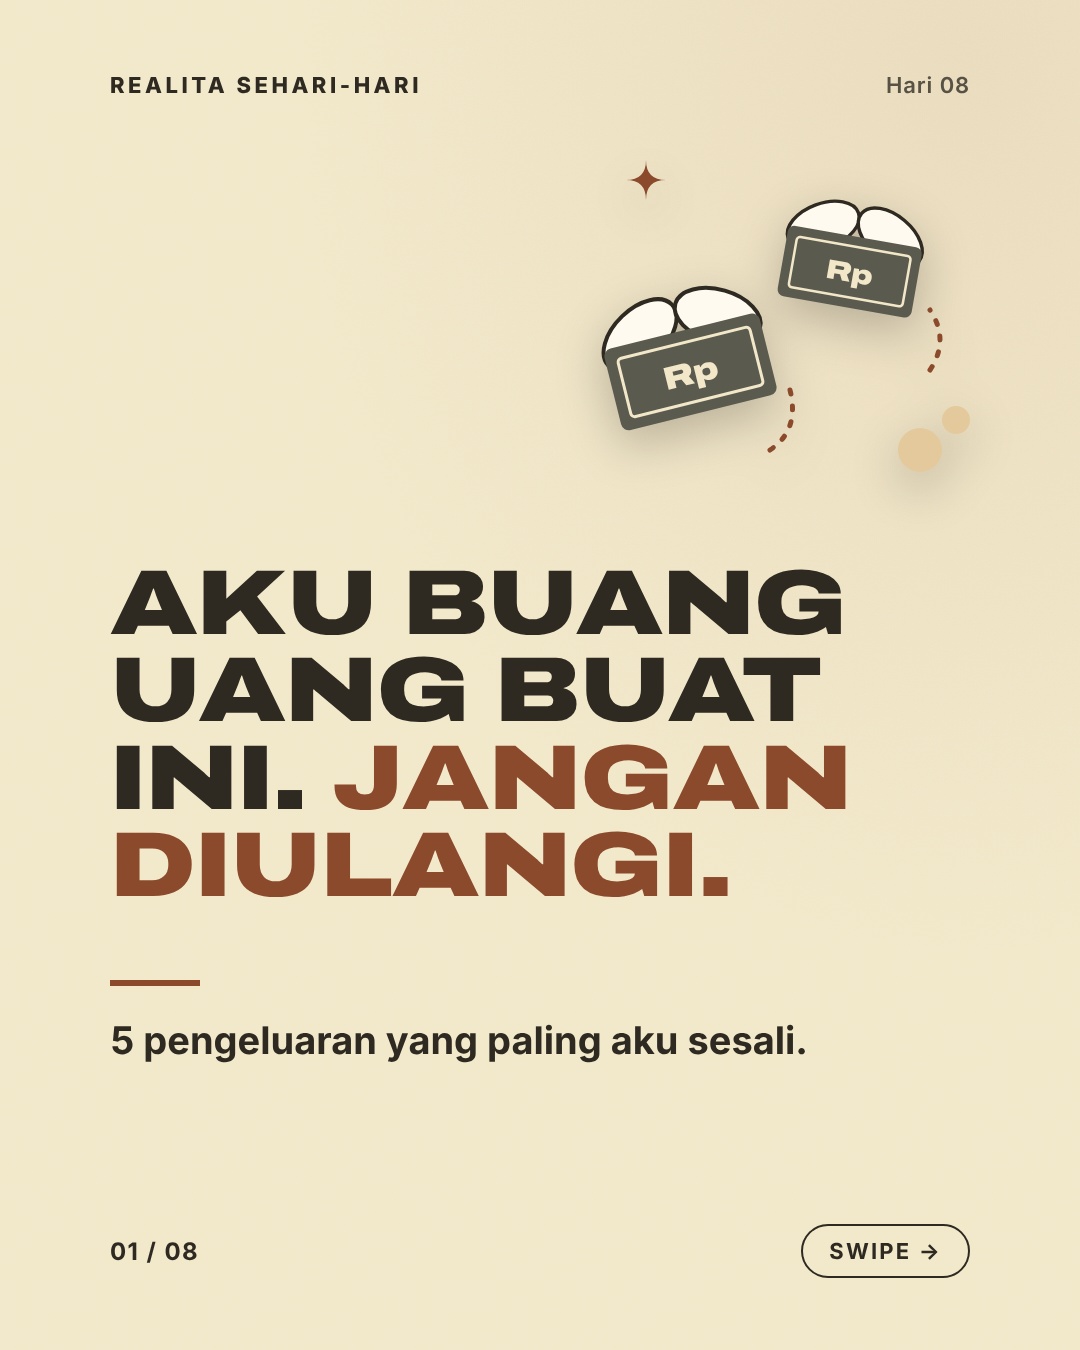 REALITA SEHARI-HARI
Hari 08
Rp
Rp
AKU BUANG
UANG BUAT
INI. JANGAN
DIULANGI.
5 pengeluaran yang paling aku sesali.
01 / 08
SWIPE →